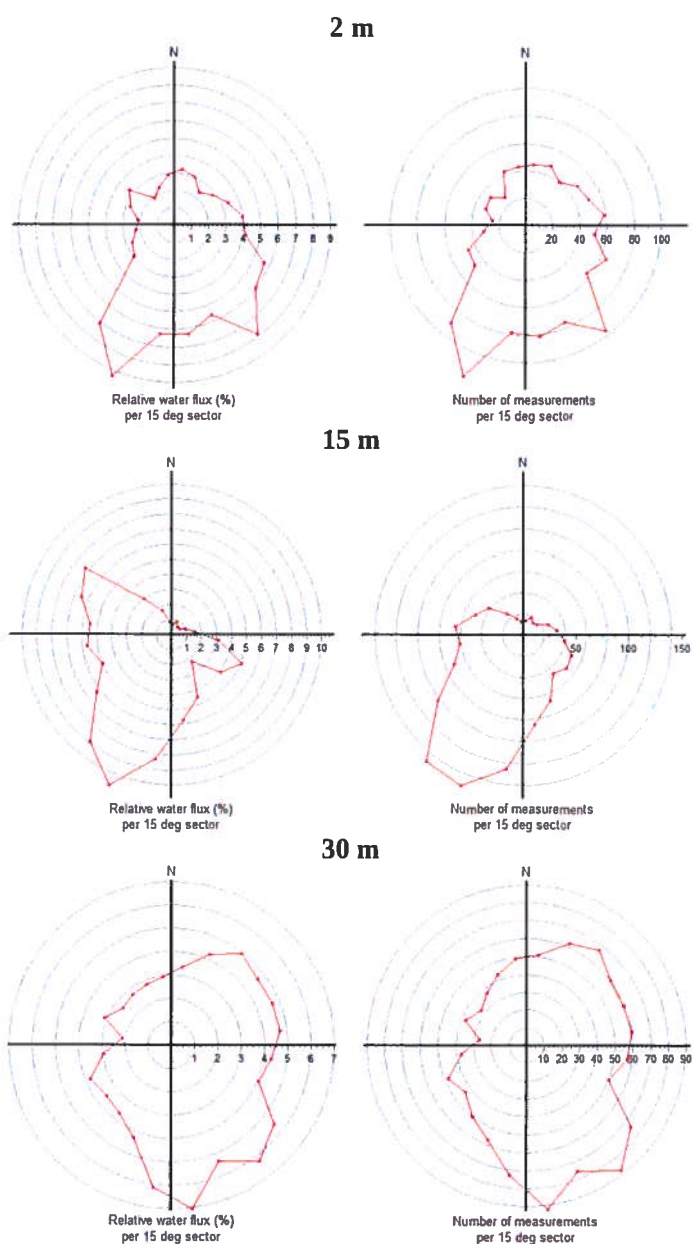 2 m
N
N
1 2 3 4 5 6 7 8 9
20 40 60 80 100
Relative water flux (%)
per 15 deg sector
Number of measurements
per 15 deg sector
15 m
N
N
1 2 3 4 5 6 7 8 9 10
50 100 150
Relative water flux (%)
per 15 deg sector
Number of measurements
per 15 deg sector
30 m
N
N
1 2 3 4 5 6 7
10 20 30 40 50 60 70 80 90
Relative water flux (%)
per 15 deg sector
Number of measurements
per 15 deg sector